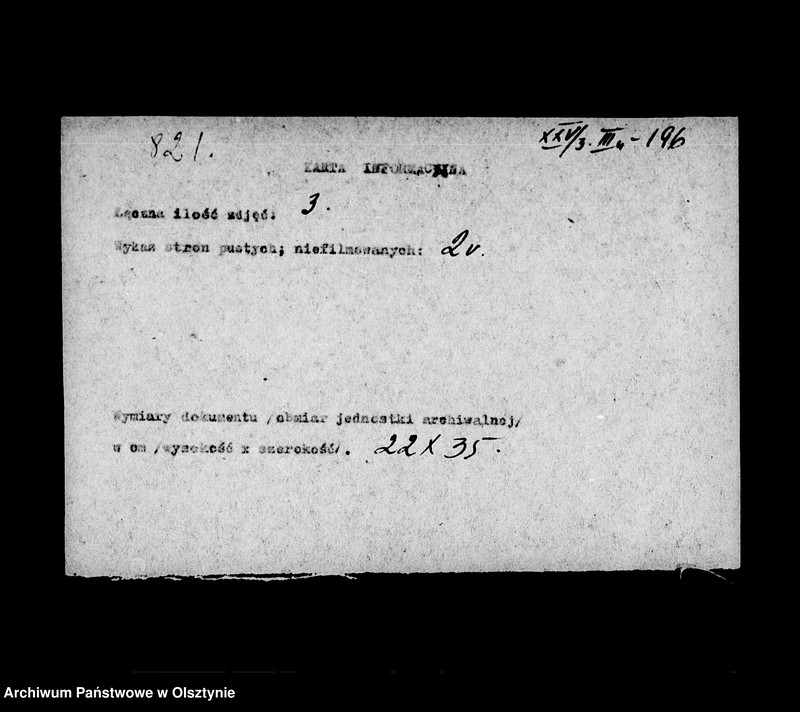 821.
XXV/3. III u - 196
KARTA INFORMACYJNA
Łączna ilość zdjęć: 3.
Wykaz stron pustych; niefilmowanych: 2v.
Wymiary dokumentu /obmiar jednostki archiwalnej/
w cm /wysokość x szerokość/. 22 X 35.
Archiwum Państwowe w Olsztynie